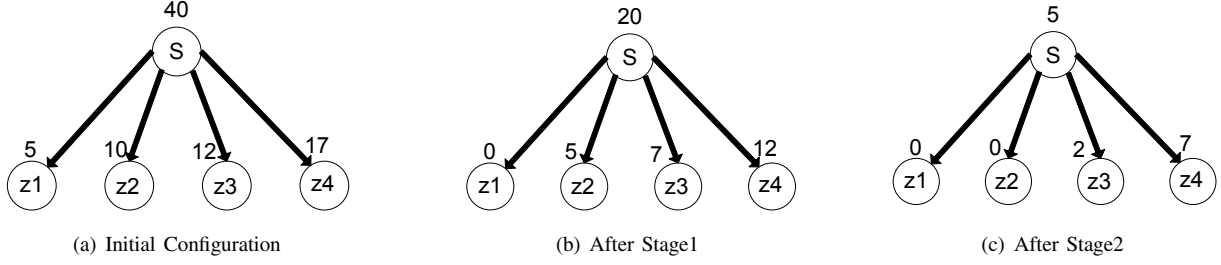 40
S
5
10
12
17
z1
z2
z3
z4
(a) Initial Configuration
20
S
0
5
7
12
z1
z2
z3
z4
(b) After Stage1
5
S
0
0
2
7
z1
z2
z3
z4
(c) After Stage2